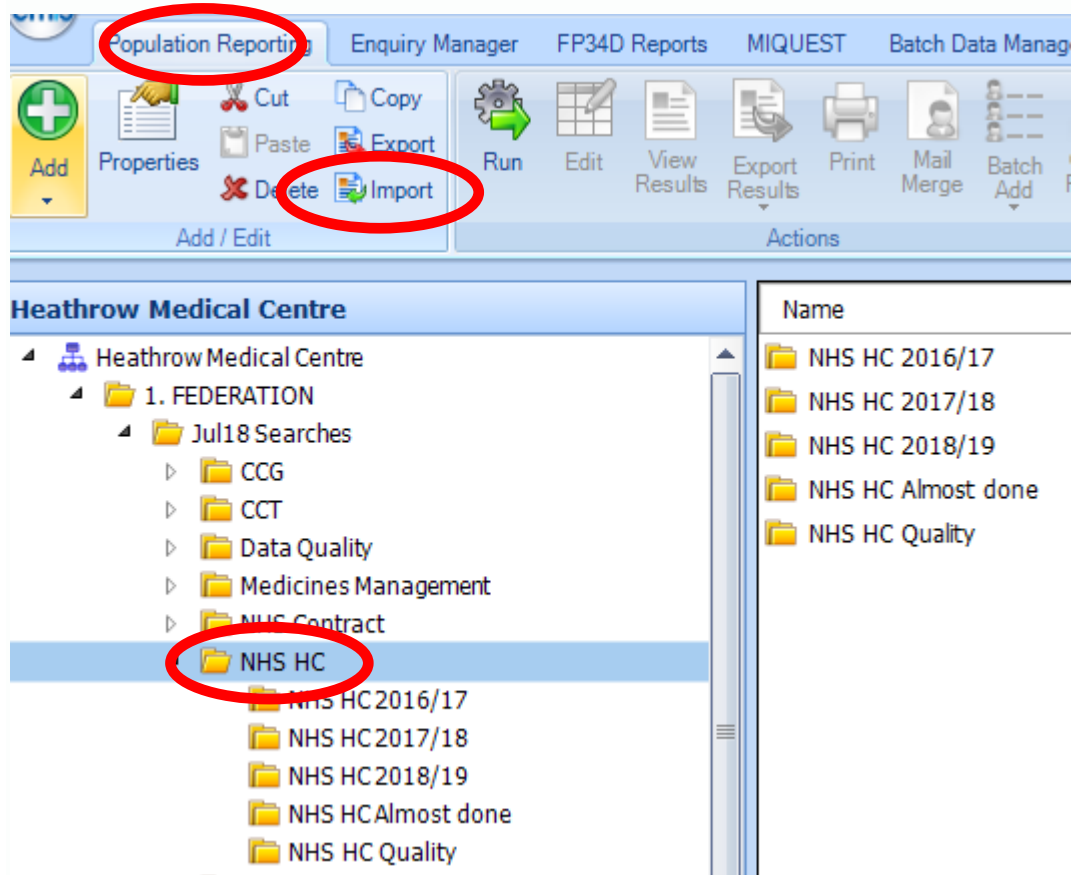 Population Reporting Enquiry Manager FP34D Reports MIQUEST Batch Data
Cut Copy
Paste Export
Add Properties Delete Import Run Edit View Results Export Results Print Mail Merge Batch Add
Add / Edit Actions
Heathrow Medical Centre
Name
Heathrow Medical Centre
1. FEDERATION
Jul18 Searches
CCG
CCT
Data Quality
Medicines Management
NHS Contract
NHS HC
NHS HC 2016/17
NHS HC 2017/18
NHS HC 2018/19
NHS HC Almost done
NHS HC Quality
NHS HC 2016/17
NHS HC 2017/18
NHS HC 2018/19
NHS HC Almost done
NHS HC Quality